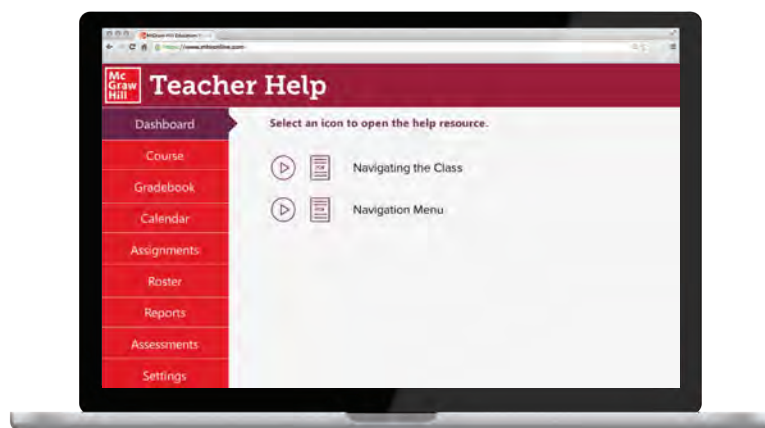 Mc
Graw
Hill
Teacher Help
Dashboard
Select an icon to open the help resource.
Course
Navigating the Class
Gradebook
Navigation Menu
Calendar
Assignments
Roster
Reports
Assessments
Settings